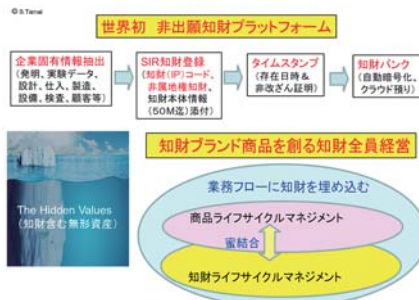 © S.Tanai
世界初 非出願知財プラットフォーム
企業固有情報抽出
(発明、実験データ、
設計、仕入、製造、
設備、検査、顧客等)
SIR知財登録
(知財(IP)コード、
非属地権知財、
知財本体情報
(50M迄)添付)
タイムスタンプ
(存在日時&
非改ざん証明)
知財バンク
(自動暗号化、
クラウド預り)
The Hidden Values
(知財含む無形資産)
知財ブランド商品を創る知財全員経営
業務フローに知財を埋め込む
商品ライフサイクルマネジメント
蜜結合
知財ライフサイクルマネジメント